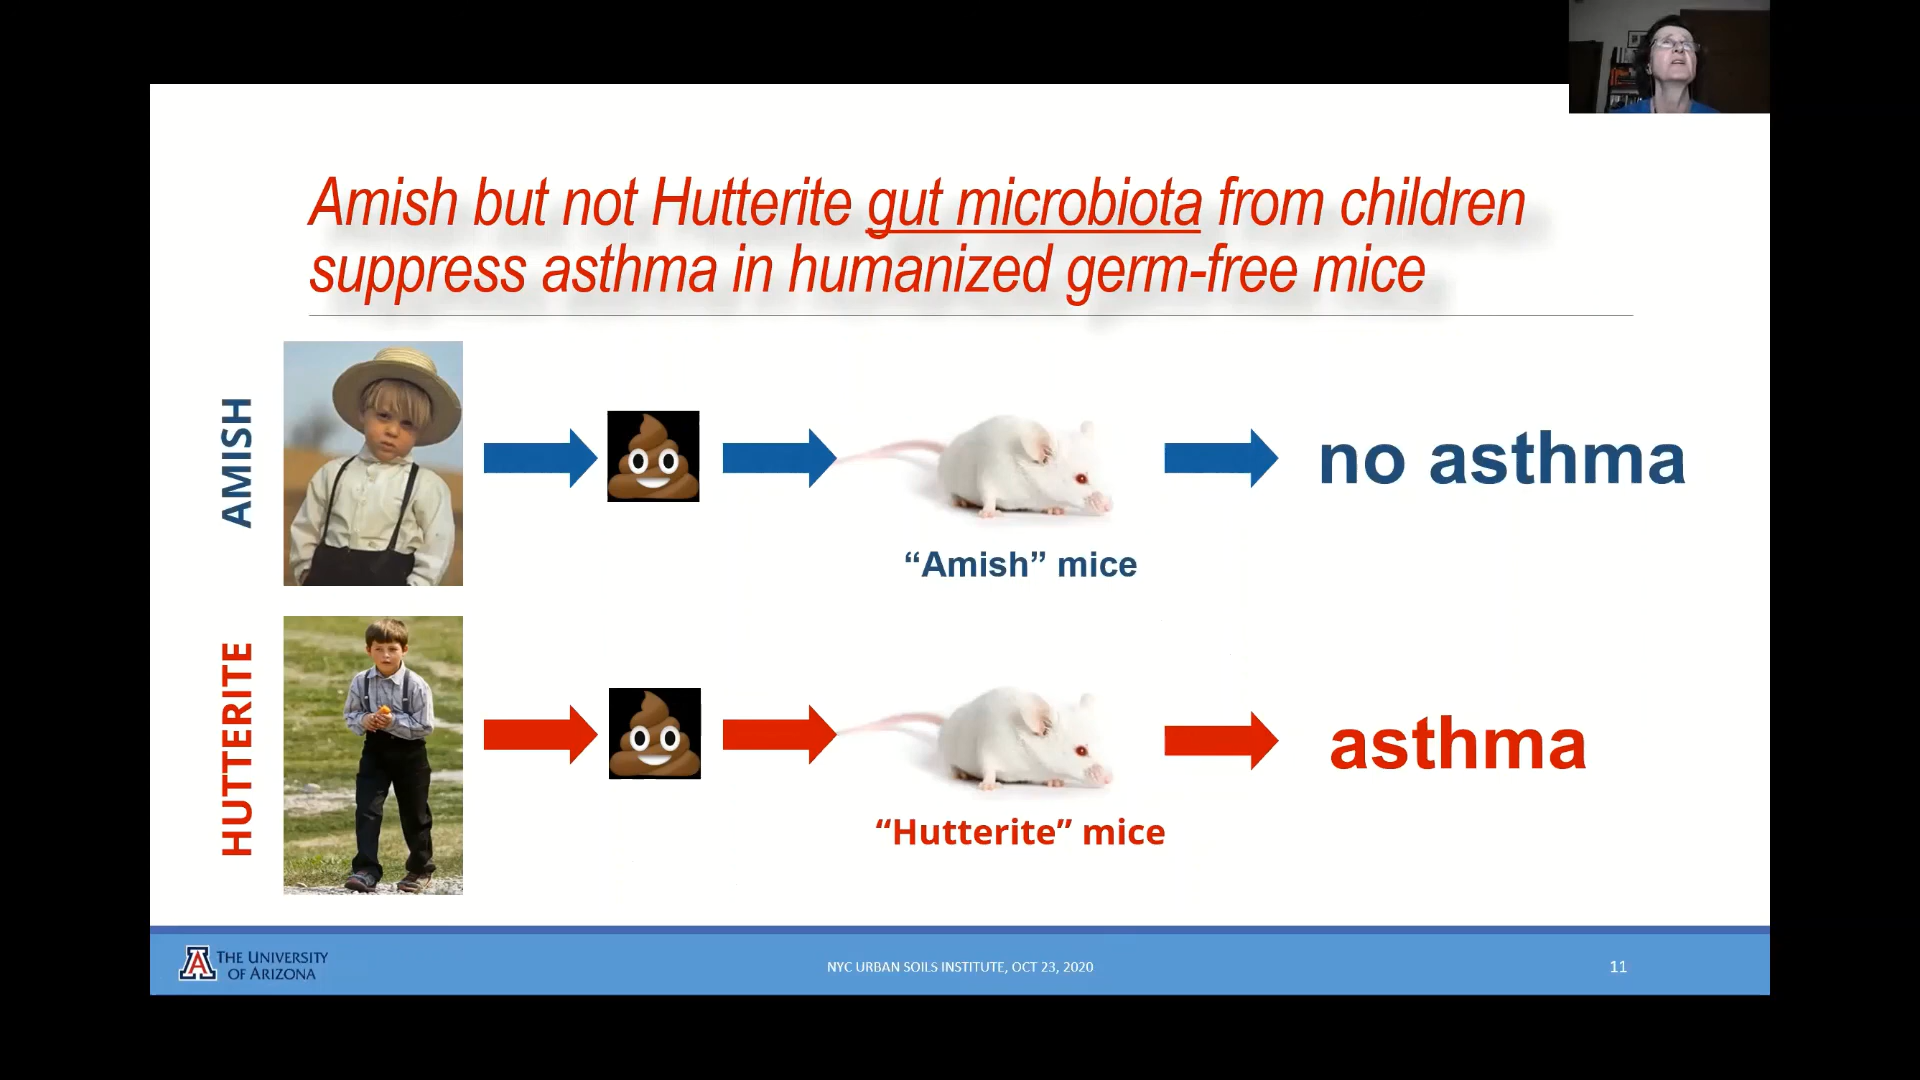 Amish but not Hutterite gut microbiota from children
suppress asthma in humanized germ-free mice
AMISH
no asthma
“Amish” mice
HUTTERITE
asthma
“Hutterite” mice
THE UNIVERSITY
OF ARIZONA
NYC URBAN SOILS INSTITUTE, OCT 23, 2020
11